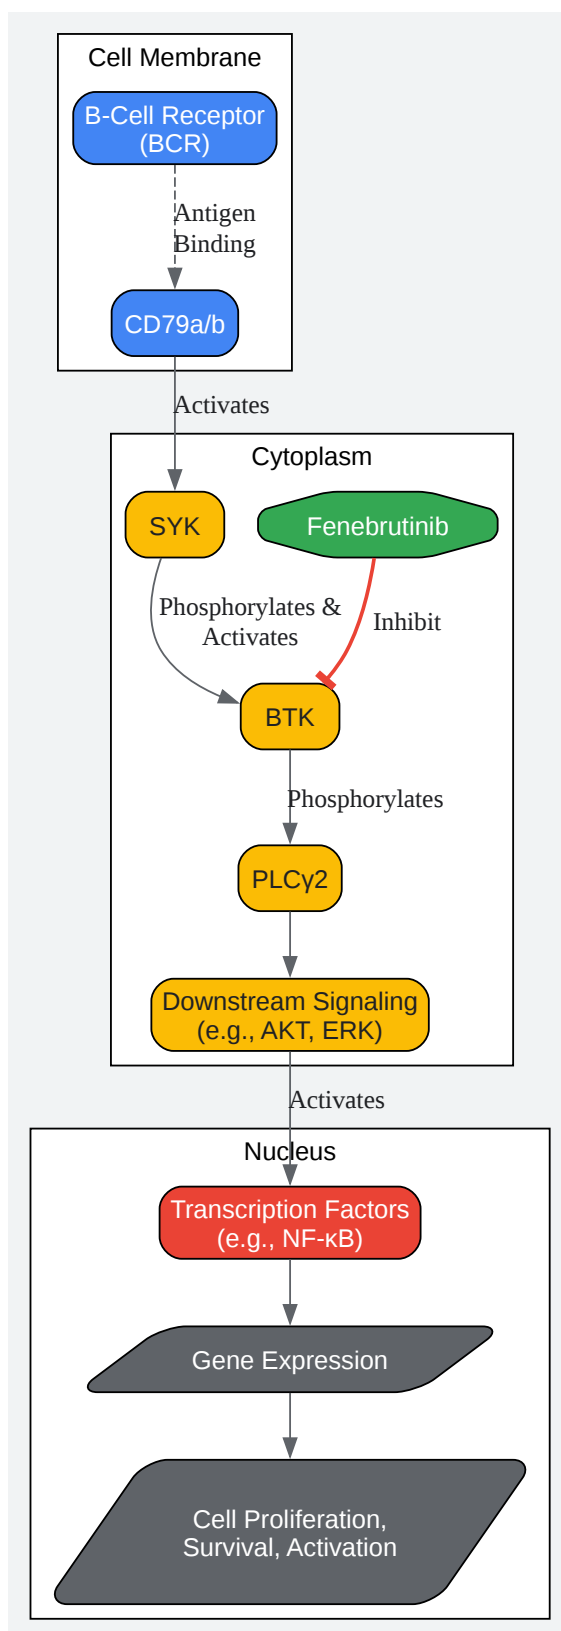 Cell Membrane
B-Cell Receptor
(BCR)
Antigen
Binding
CD79a/b
Activates
Cytoplasm
SYK
Fenebrutinib
Phosphorylates &
Activates
Inhibit
BTK
Phosphorylates
PLCγ2
Downstream Signaling
(e.g., AKT, ERK)
Activates
Nucleus
Transcription Factors
(e.g., NF-κB)
Gene Expression
Cell Proliferation,
Survival, Activation